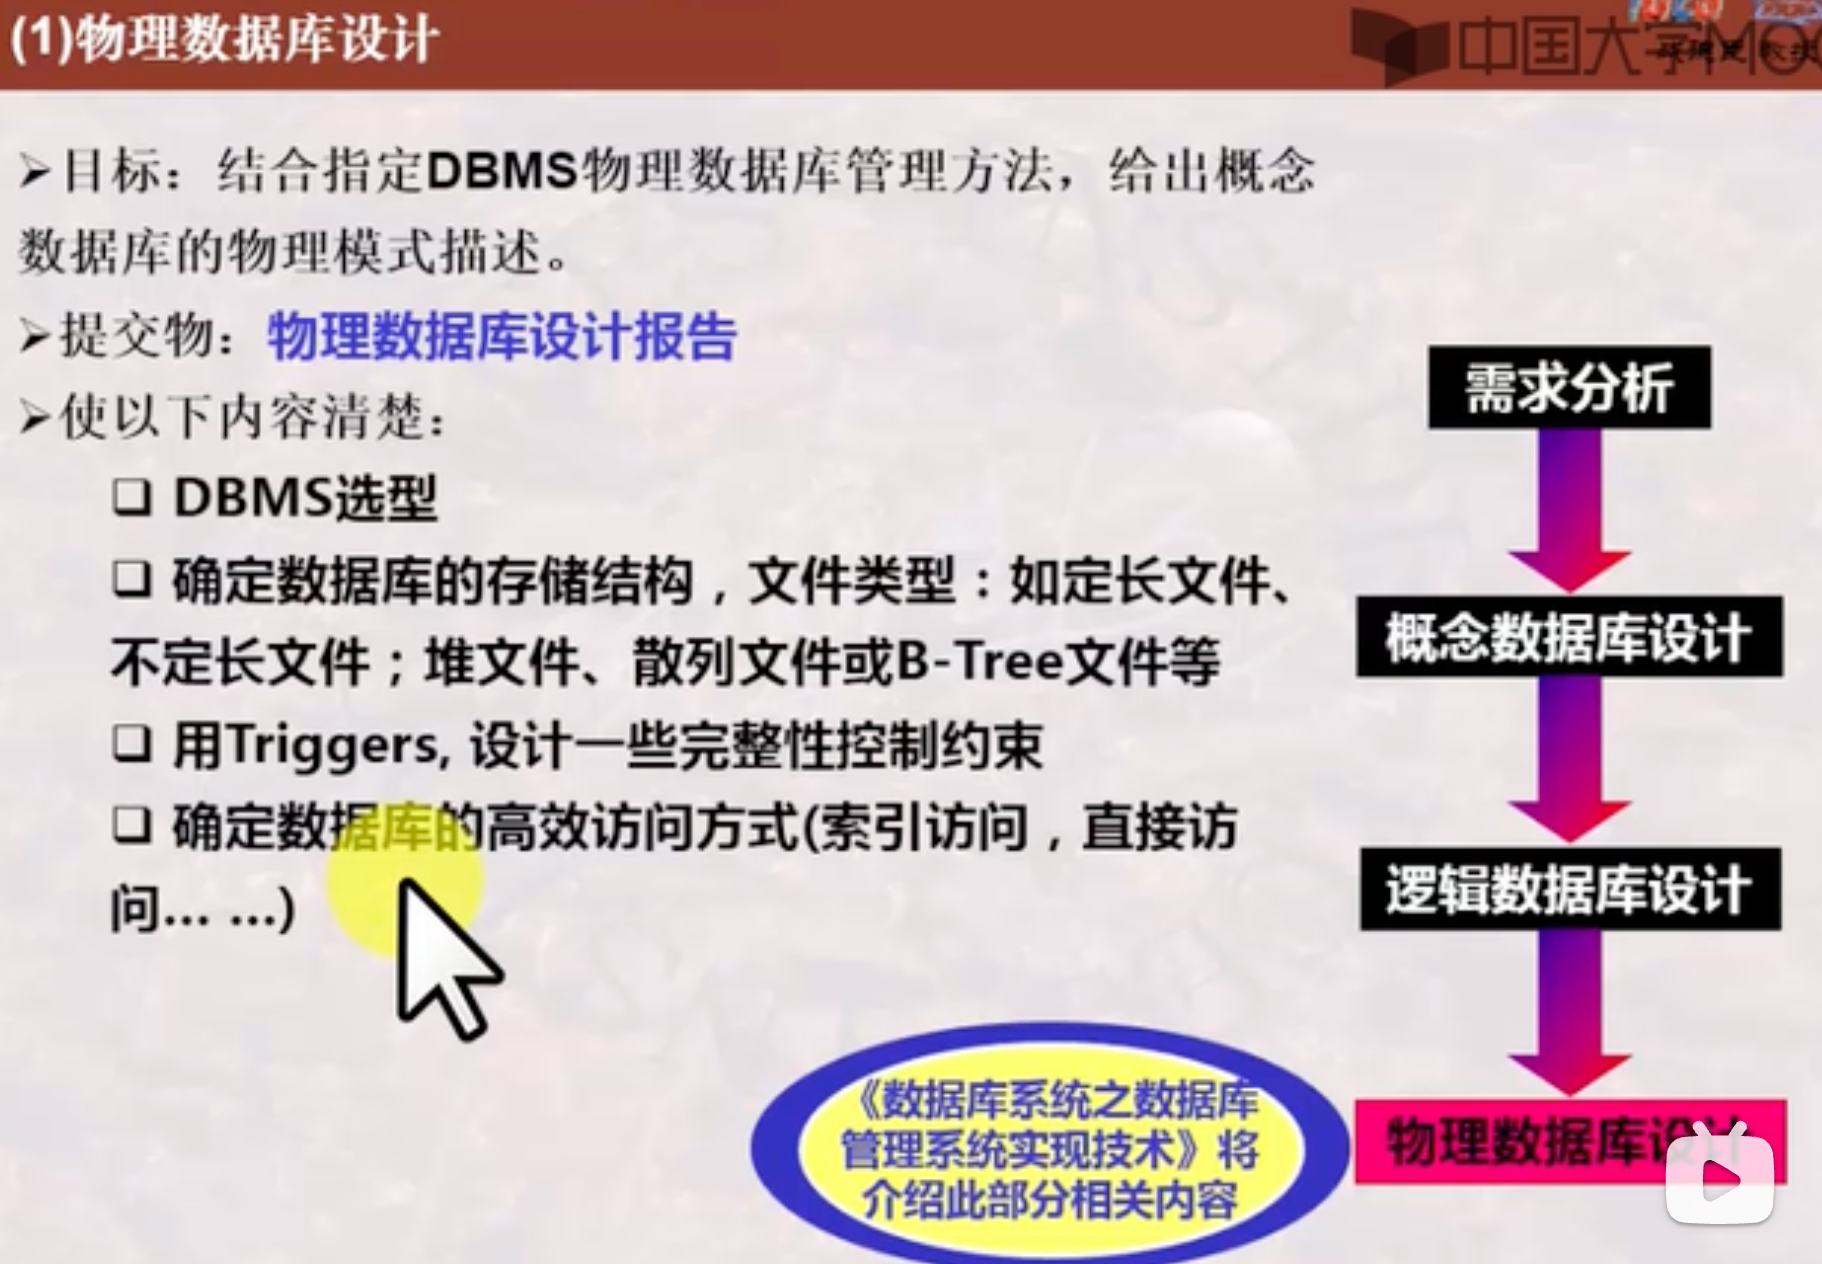 (1)物理数据库设计
中国大学MOO
➢目标：结合指定DBMS物理数据库管理方法，给出概念
数据库的物理模式描述。
➢提交物：物理数据库设计报告
➢使以下内容清楚：
❑ DBMS选型
❑ 确定数据库的存储结构，文件类型：如定长文件、
不定长文件；堆文件、散列文件或B-Tree文件等
❑ 用Triggers, 设计一些完整性控制约束
❑ 确定数据库的高效访问方式(索引访问，直接访
问... ...)
需求分析
概念数据库设计
逻辑数据库设计
物理数据库设计
《数据库系统之数据库
管理系统实现技术》将
介绍此部分相关内容